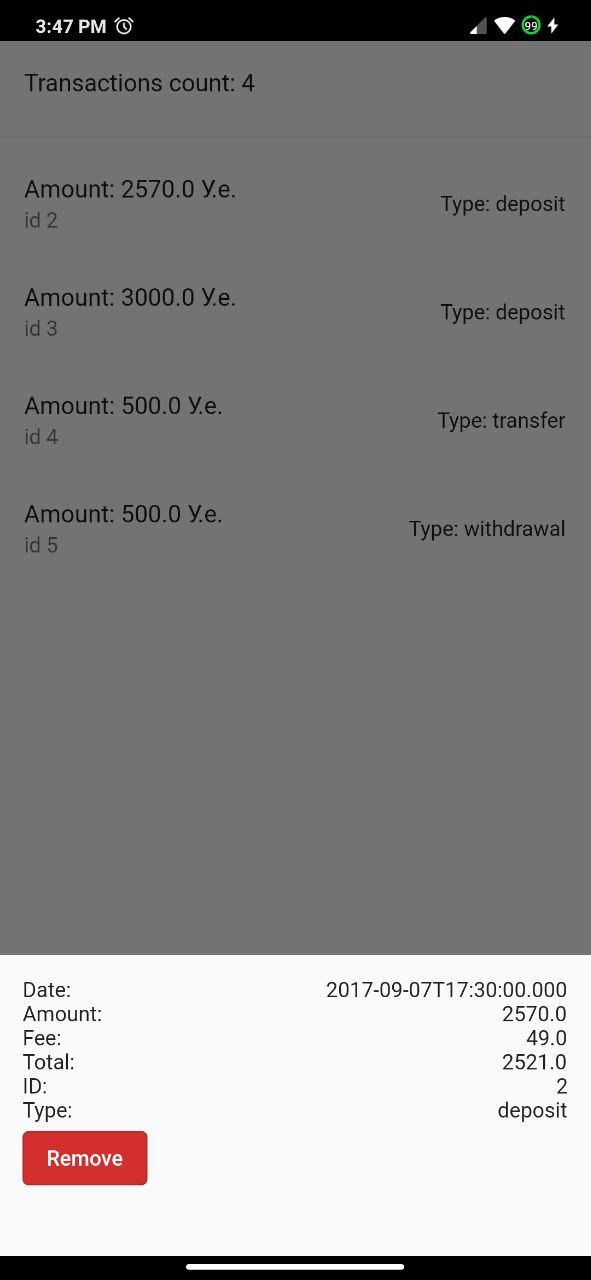 3:47 PM
99
Transactions count: 4
Amount: 2570.0 У.е.
id 2
Type: deposit
Amount: 3000.0 У.е.
id 3
Type: deposit
Amount: 500.0 У.е.
id 4
Type: transfer
Amount: 500.0 У.е.
id 5
Type: withdrawal
Date: 2017-09-07T17:30:00.000
Amount: 2570.0
Fee: 49.0
Total: 2521.0
ID: 2
Type: deposit
Remove